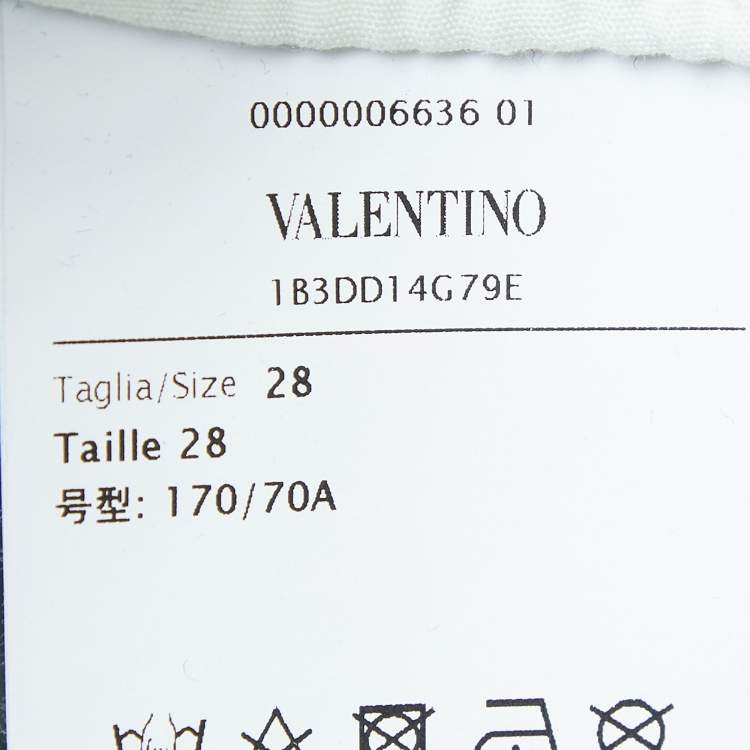 0000006636 01
VALENTINO
1B3DD14G79E
Taglia/Size 28
Taille 28
号型: 170/70A